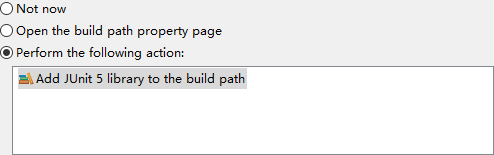 Not now
Open the build path property page
Perform the following action:
Add JUnit 5 library to the build path